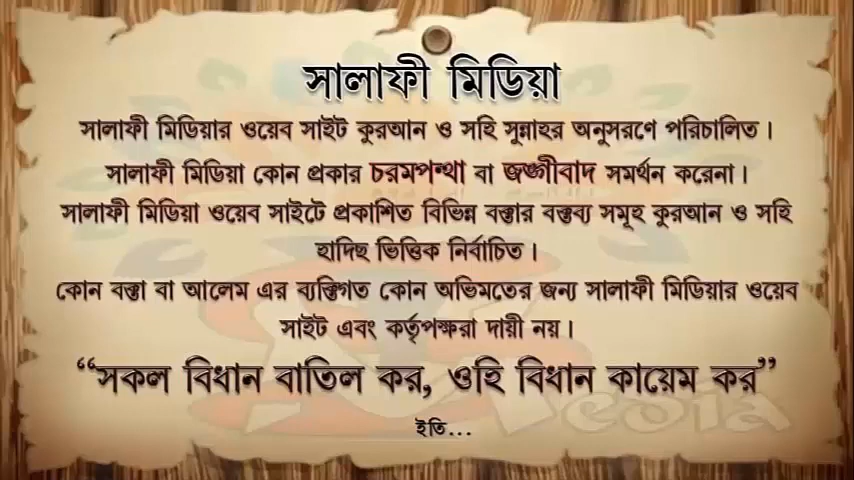 সালাফী মিডিয়া
সালাফী মিডিয়ার ওয়েব সাইট কুরআন ও সহি সুন্নাহর অনুসরণে পরিচালিত।
সালাফী মিডিয়া কোন প্রকার চরমপন্থা বা জঙ্গীবাদ সমর্থন করেনা।
সালাফী মিডিয়া ওয়েব সাইটে প্রকাশিত বিভিন্ন বক্তার বক্তব্য সমূহ কুরআন ও সহি
হাদিছ ভিত্তিক নির্বাচিত।
কোন বক্তা বা আলেম এর ব্যক্তিগত কোন অভিমতের জন্য সালাফী মিডিয়ার ওয়েব
সাইট এবং কর্তৃপক্ষরা দায়ী নয়।
“সকল বিধান বাতিল কর, ওহি বিধান কায়েম কর”
ইতি...